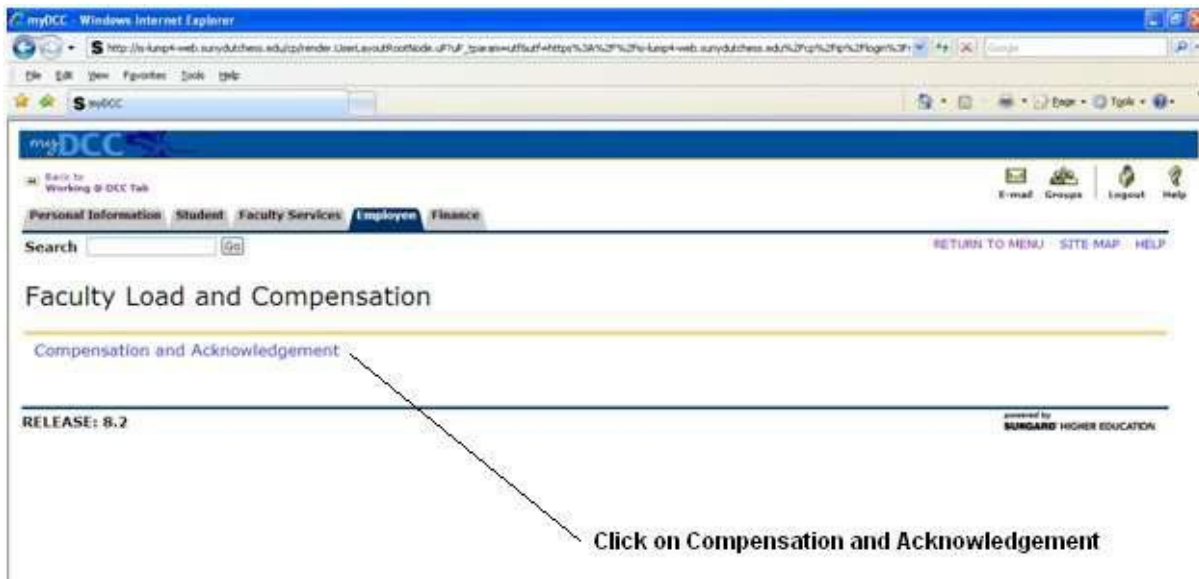 myDCC - Windows Internet Explorer
File Edit View Favorites Tools Help
myDCC
Page Tools
myDCC
Back to
Working @ DCC Tab
E-mail Groups Logout Help
Personal Information Student Faculty Services Employee Finance
Search Go
RETURN TO MENU SITE MAP HELP
Faculty Load and Compensation
Compensation and Acknowledgement
RELEASE: 8.2
powered by
SUNGARD HIGHER EDUCATION
Click on Compensation and Acknowledgement